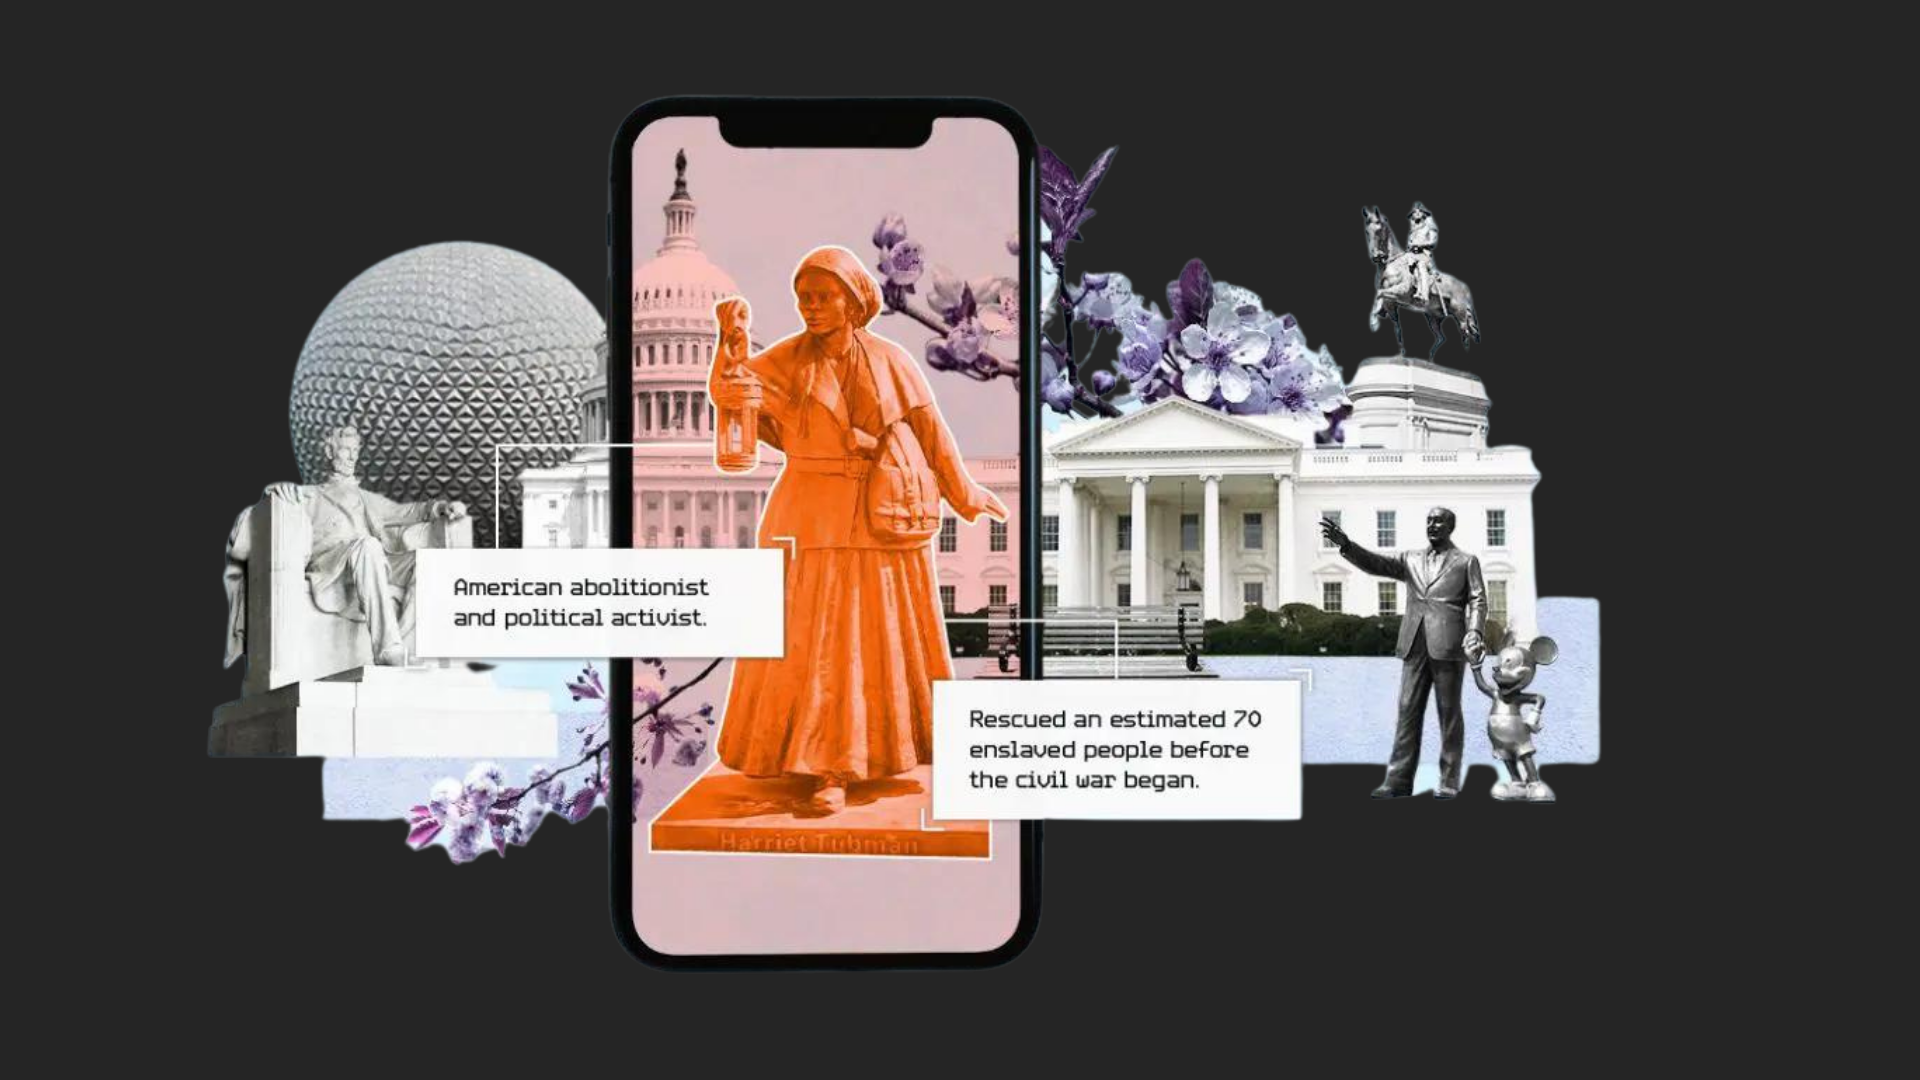 American abolitionist
and political activist.
Rescued an estimated 70
enslaved people before
the civil war began.
Harriet Tubman